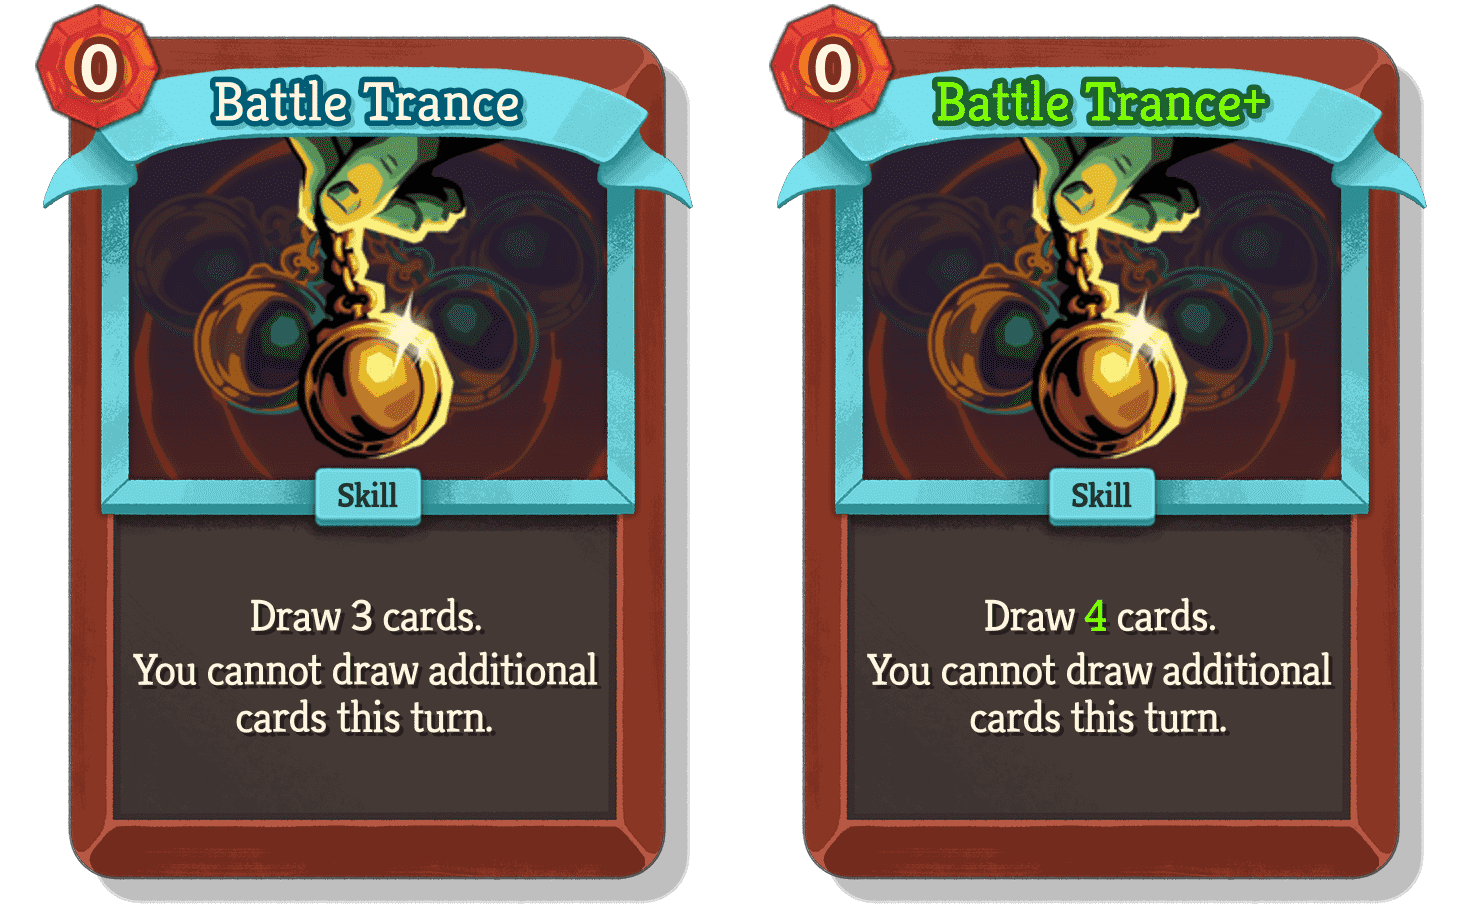 0
Battle Trance
Skill
Draw 3 cards.
You cannot draw additional
cards this turn.
0
Battle Trance+
Skill
Draw 4 cards.
You cannot draw additional
cards this turn.